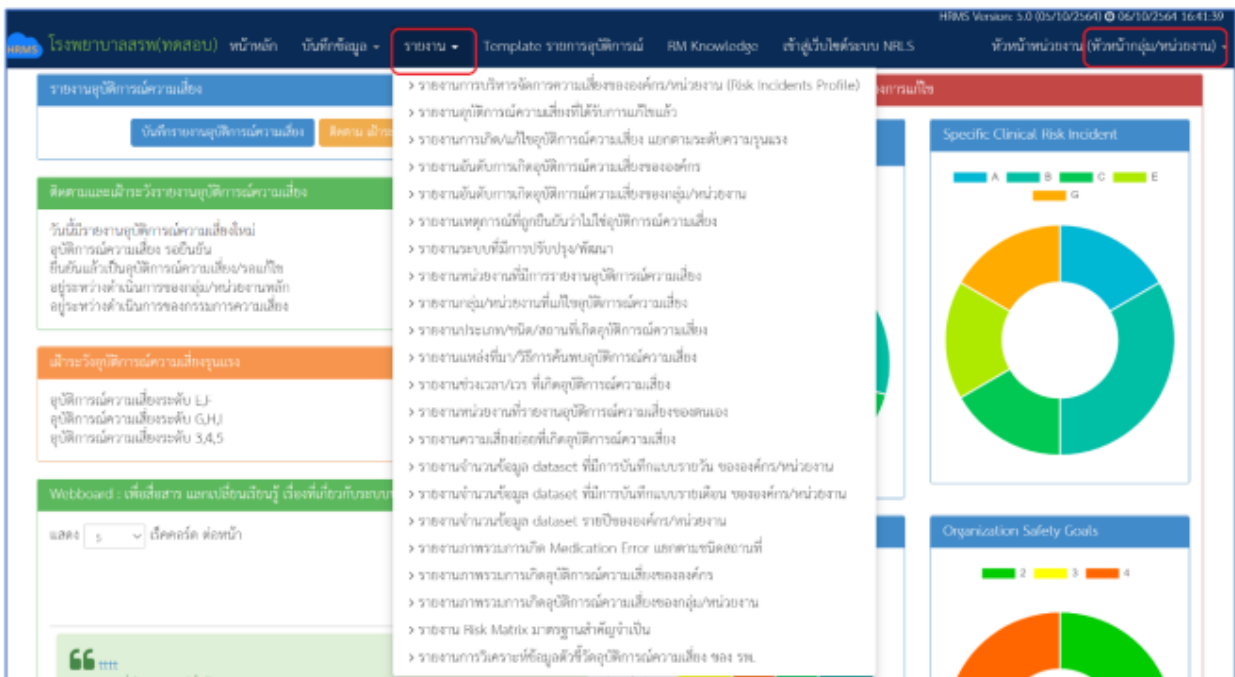 HRMS Version: 5.0 (05/10/2564) 06/10/2564 16:41:39
HRMS โรงพยาบาลสรพ(ทดสอบ) หน้าหลัก บันทึกข้อมูล รายงาน Template รายการอุบัติการณ์ RM Knowledge เข้าสู่เว็บไซต์ระบบ NRLS หัวหน้าหน่วยงาน (หัวหน้ากลุ่ม/หน่วยงาน)
รายงานอุบัติการณ์ความเสี่ยง
บันทึกรายงานอุบัติการณ์ความเสี่ยง ติดตาม เฝ้าระ
ติดตามและเฝ้าระวังรายงานอุบัติการณ์ความเสี่ยง
วันนี้มีรายงานอุบัติการณ์ความเสี่ยงใหม่
อุบัติการณ์ความเสี่ยง รอยืนยัน
ยืนยันแล้วเป็นอุบัติการณ์ความเสี่ยง/รอแก้ไข
อยู่ระหว่างดำเนินการของกลุ่ม/หน่วยงานหลัก
อยู่ระหว่างดำเนินการของกรรมการความเสี่ยง
เฝ้าระวังอุบัติการณ์ความเสี่ยงรุนแรง
อุบัติการณ์ความเสี่ยงระดับ E,F
อุบัติการณ์ความเสี่ยงระดับ G,H,I
อุบัติการณ์ความเสี่ยงระดับ 3,4,5
Webboard : เพื่อสื่อสาร แลกเปลี่ยนเรียนรู้ เรื่องที่เกี่ยวกับระบบ
แสดง 5 เร็คคอร์ด ต่อหน้า
tttt
> รายงานการบริหารจัดการความเสี่ยงขององค์กร/หน่วยงาน (Risk Incidents Profile)
> รายงานอุบัติการณ์ความเสี่ยงที่ได้รับการแก้ไขแล้ว
> รายงานการเกิด/แก้ไขอุบัติการณ์ความเสี่ยง แยกตามระดับความรุนแรง
> รายงานอันดับการเกิดอุบัติการณ์ความเสี่ยงขององค์กร
> รายงานอันดับการเกิดอุบัติการณ์ความเสี่ยงของกลุ่ม/หน่วยงาน
> รายงานเหตุการณ์ที่ถูกยืนยันว่าไม่ใช่อุบัติการณ์ความเสี่ยง
> รายงานระบบที่มีการปรับปรุง/พัฒนา
> รายงานหน่วยงานที่มีการรายงานอุบัติการณ์ความเสี่ยง
> รายงานกลุ่ม/หน่วยงานที่แก้ไขอุบัติการณ์ความเสี่ยง
> รายงานประเภท/ชนิด/สถานที่เกิดอุบัติการณ์ความเสี่ยง
> รายงานแหล่งที่มา/วิธีการค้นพบอุบัติการณ์ความเสี่ยง
> รายงานช่วงเวลา/เวร ที่เกิดอุบัติการณ์ความเสี่ยง
> รายงานหน่วยงานที่รายงานอุบัติการณ์ความเสี่ยงของตนเอง
> รายงานความเสี่ยงย่อยที่เกิดอุบัติการณ์ความเสี่ยง
> รายงานจำนวนข้อมูล dataset ที่มีการบันทึกแบบรายวัน ขององค์กร/หน่วยงาน
> รายงานจำนวนข้อมูล dataset ที่มีการบันทึกแบบรายเดือน ขององค์กร/หน่วยงาน
> รายงานจำนวนข้อมูล dataset รายปีขององค์กร/หน่วยงาน
> รายงานภาพรวมการเกิด Medication Error แยกตามชนิดสถานที่
> รายงานภาพรวมการเกิดอุบัติการณ์ความเสี่ยงขององค์กร
> รายงานภาพรวมการเกิดอุบัติการณ์ความเสี่ยงของกลุ่ม/หน่วยงาน
> รายงาน Risk Matrix มาตรฐานสำคัญจำเป็น
> รายงานการวิเคราะห์ข้อมูลตัวชี้วัดอุบัติการณ์ความเสี่ยง ของ รพ.
งการแก้ไข
Specific Clinical Risk Incident
A B C E
G
Organization Safety Goals
2 3 4